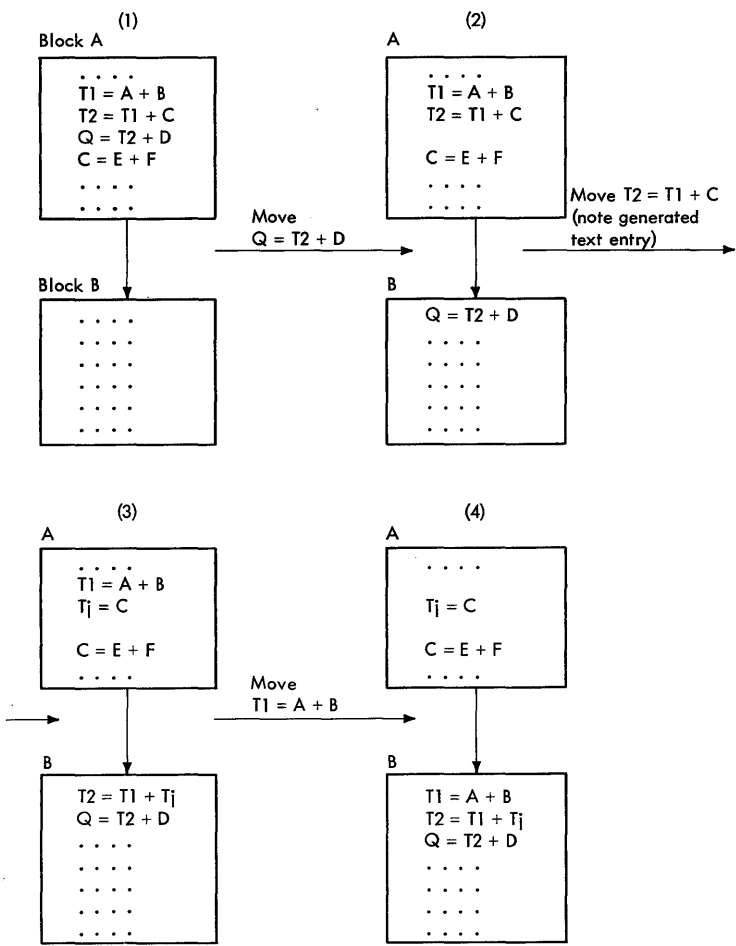 (1)
Block A
. . . .
T1 = A + B
T2 = T1 + C
Q = T2 + D
C = E + F
. . . .
. . . .
Move
Q = T2 + D
Block B
. . . .
. . . .
. . . .
. . . .
. . . .
. . . .
(2)
A
. . . .
T1 = A + B
T2 = T1 + C
C = E + F
. . . .
. . . .
Move T2 = T1 + C
(note generated
text entry)
B
Q = T2 + D
. . . .
. . . .
. . . .
. . . .
. . . .
(3)
A
. . . .
T1 = A + B
Tj = C
C = E + F
. . . .
Move
T1 = A + B
B
T2 = T1 + Tj
Q = T2 + D
. . . .
. . . .
. . . .
. . . .
. . . .
(4)
A
. . . .
Tj = C
C = E + F
. . . .
B
T1 = A + B
T2 = T1 + Tj
Q = T2 + D
. . . .
. . . .
. . . .
. . . .